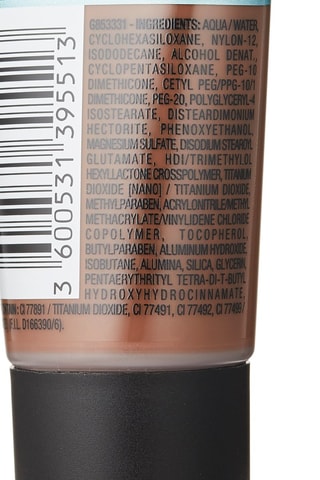 G853331 - INGREDIENTS: AQUA / WATER,
CYCLOHEXASILOXANE, NYLON-12,
ISODODECANE, ALCOHOL DENAT.,
CYCLOPENTASILOXANE, PEG-10
DIMETHICONE, CETYL PEG/PPG-10/1
DIMETHICONE, PEG-20, POLYGLYCERYL-4
ISOSTEARATE, DISTEARDIMONIUM
HECTORITE, PHENOXYETHANOL,
MAGNESIUM SULFATE, DISODIUM STEAROYL
GLUTAMATE, HDI/TRIMETHYLOL
HEXYLLACTONE CROSSPOLYMER, TITANIUM
DIOXIDE [NANO] / TITANIUM DIOXIDE,
METHYLPARABEN, ACRYLONITRILE/METHYL
METHACRYLATE/VINYLIDENE CHLORIDE
COPOLYMER, TOCOPHEROL,
BUTYLPARABEN, ALUMINUM HYDROXIDE,
ISOBUTANE, ALUMINA, SILICA, GLYCERIN,
PENTAERYTHRITYL TETRA-DI-T-BUTYL
HYDROXYHYDROCINNAMATE,
CI 77891 / TITANIUM DIOXIDE, CI 77491, CI 77492, CI 77499 /
(F.I.L D166390/6).
3 600531 395513